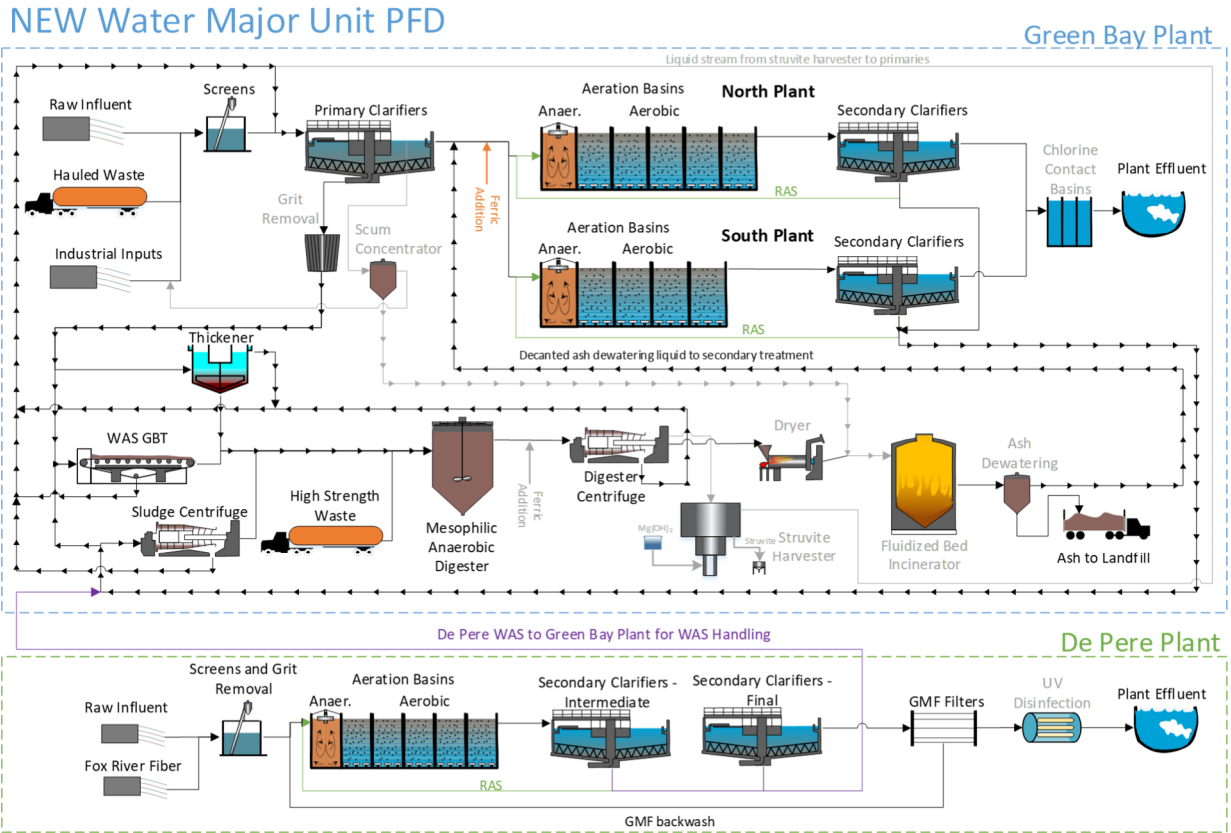 NEW Water Major Unit PFD
Green Bay Plant
Liquid stream from struvite harvester to primaries
Raw Influent
Screens
Primary Clarifiers
Aeration Basins
North Plant
Anaer.
Aerobic
Secondary Clarifiers
Hauled Waste
Chlorine
Contact
Basins
Plant Effluent
Grit
Removal
Ferric
Addition
RAS
Scum
Concentrator
Industrial Inputs
Aeration Basins
South Plant
Anaer.
Aerobic
Secondary Clarifiers
RAS
Thickener
Decanted ash dewatering liquid to secondary treatment
WAS GBT
Dryer
Ash
Dewatering
Digester
Centrifuge
High Strength
Waste
Ferric
Addition
Sludge Centrifuge
Mesophilic
Anaerobic
Digester
Mg(OH)2
Struvite
Struvite
Harvester
Fluidized Bed
Incinerator
Ash to Landfill
De Pere WAS to Green Bay Plant for WAS Handling
De Pere Plant
Screens and Grit
Removal
Aeration Basins
Anaer.
Aerobic
Secondary Clarifiers -
Intermediate
Secondary Clarifiers -
Final
GMF Filters
UV
Disinfection
Plant Effluent
Raw Influent
Fox River Fiber
RAS
GMF backwash